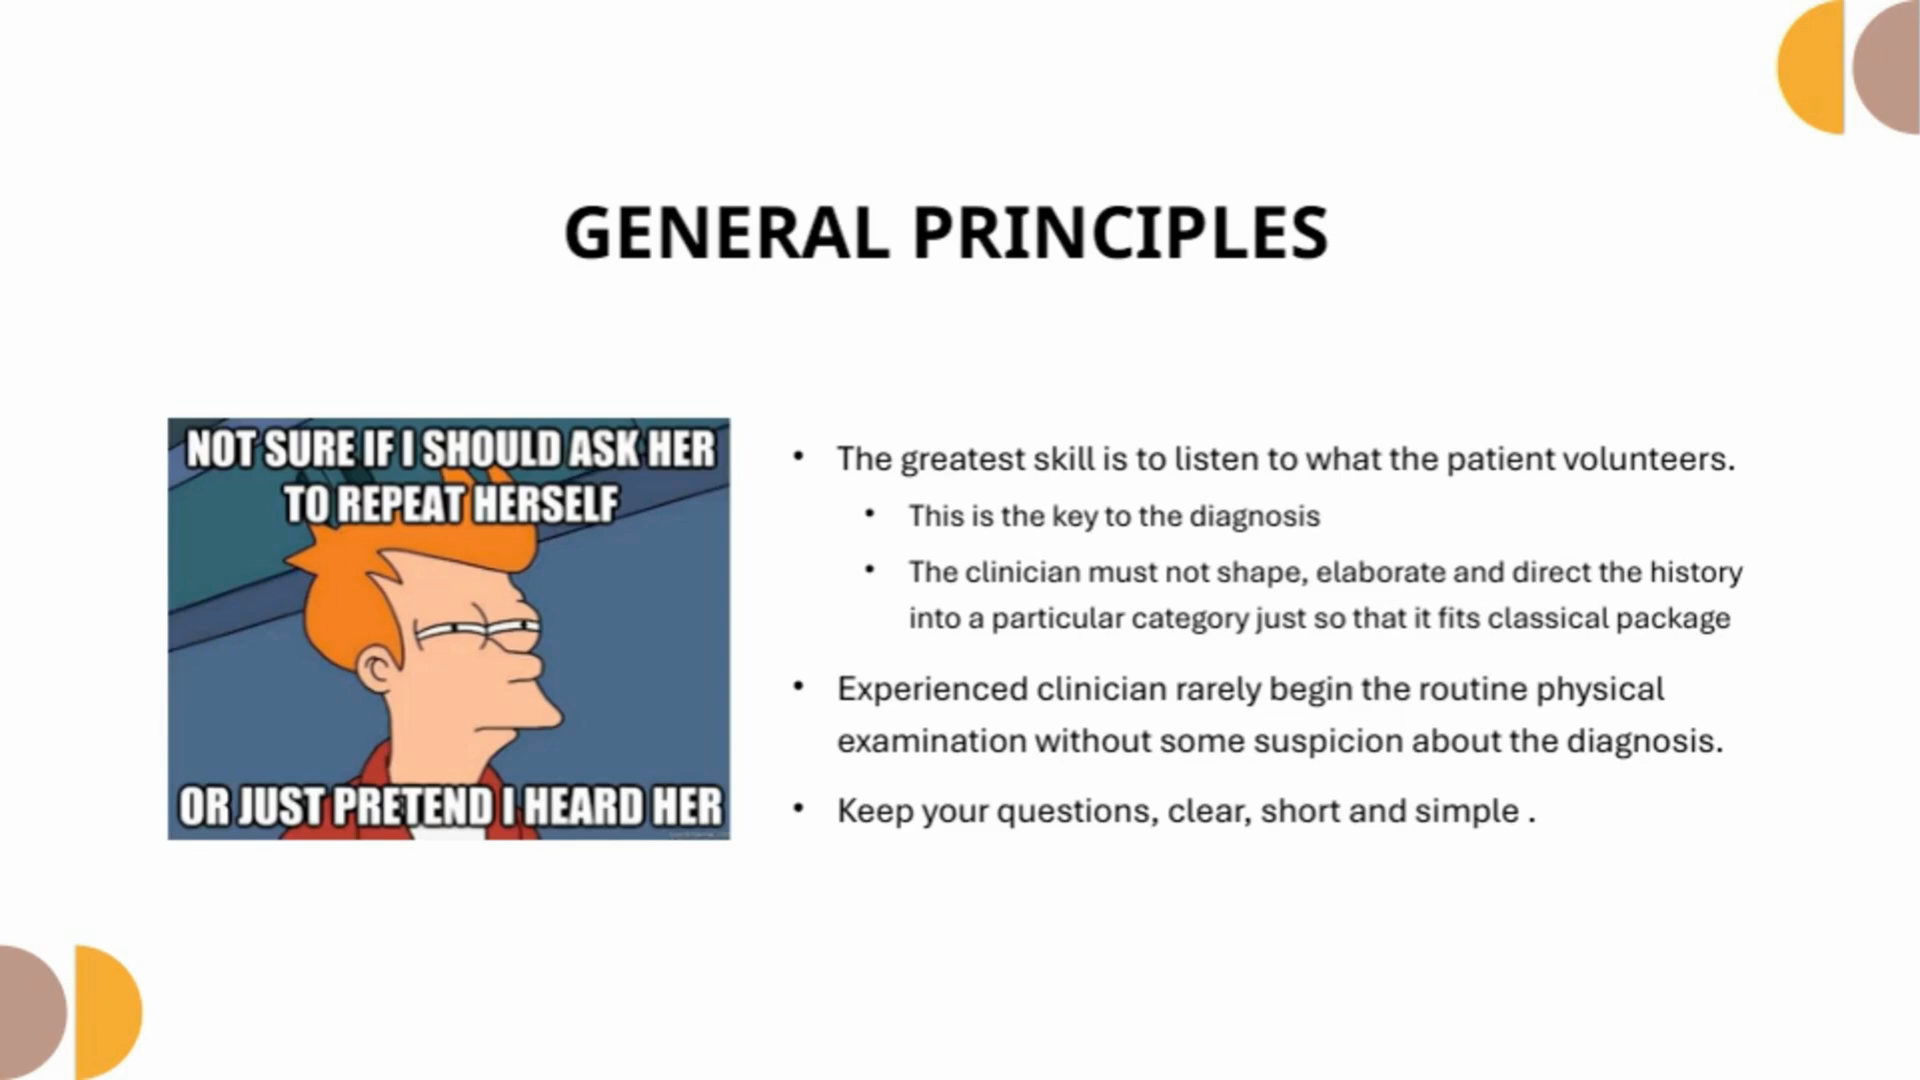 GENERAL PRINCIPLES
NOT SURE IF I SHOULD ASK HER
TO REPEAT HERSELF
OR JUST PRETEND I HEARD HER
• The greatest skill is to listen to what the patient volunteers.
• This is the key to the diagnosis
• The clinician must not shape, elaborate and direct the history
into a particular category just so that it fits classical package
• Experienced clinician rarely begin the routine physical
examination without some suspicion about the diagnosis.
• Keep your questions, clear, short and simple .